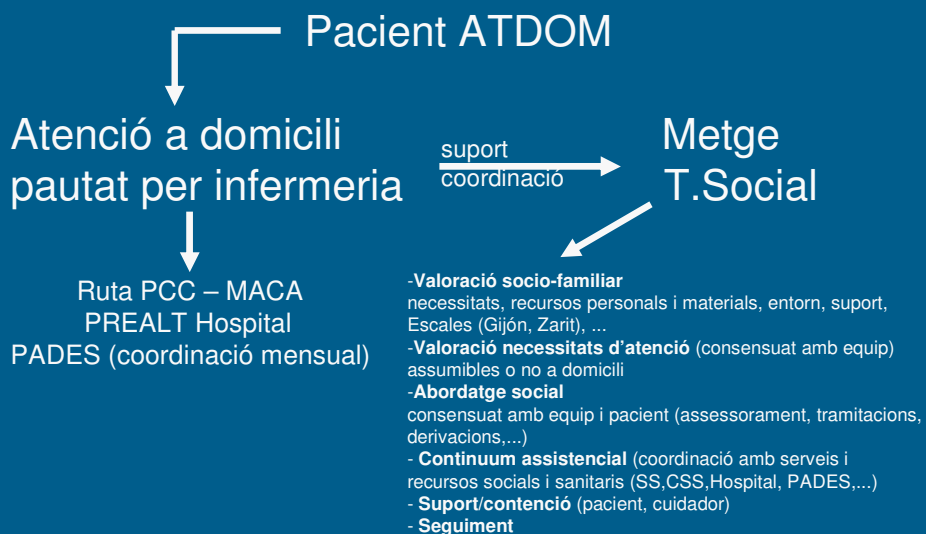 Pacient ATDOM
Atenció a domicili
pautat per infermeria
suport
coordinació
Metge
T.Social
Ruta PCC – MACA
PREALT Hospital
PADES (coordinació mensual)
-Valoració socio-familiar
necessitats, recursos personals i materials, entorn, suport,
Escales (Gijón, Zarit), ...
-Valoració necessitats d'atenció (consensuat amb equip)
assumibles o no a domicili
-Abordatge social
consensuat amb equip i pacient (assessorament, tramitacions,
derivacions,...)
- Continuum assistencial (coordinació amb serveis i
recursos socials i sanitaris (SS,CSS,Hospital, PADES,...)
- Suport/contenció (pacient, cuidador)
- Seguiment